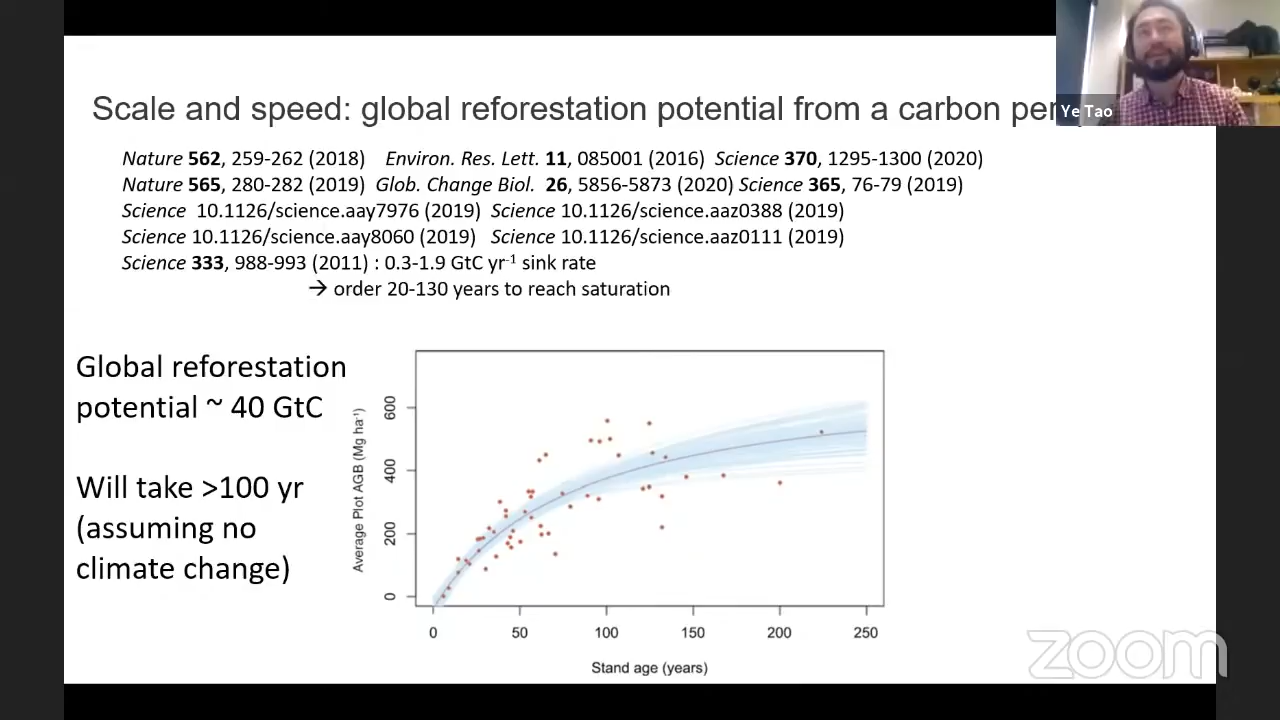 Scale and speed: global reforestation potential from a carbon per
Ye Tao
Nature 562, 259-262 (2018) Environ. Res. Lett. 11, 085001 (2016) Science 370, 1295-1300 (2020)
Nature 565, 280-282 (2019) Glob. Change Biol. 26, 5856-5873 (2020) Science 365, 76-79 (2019)
Science 10.1126/science.aay7976 (2019) Science 10.1126/science.aaz0388 (2019)
Science 10.1126/science.aay8060 (2019) Science 10.1126/science.aaz0111 (2019)
Science 333, 988-993 (2011) : 0.3-1.9 GtC yr⁻¹ sink rate
→ order 20-130 years to reach saturation
Global reforestation
potential ~ 40 GtC
Will take >100 yr
(assuming no
climate change)
Average Plot AGB (Mg ha⁻¹)
600
400
200
0
0 50 100 150 200 250
Stand age (years)
zoom